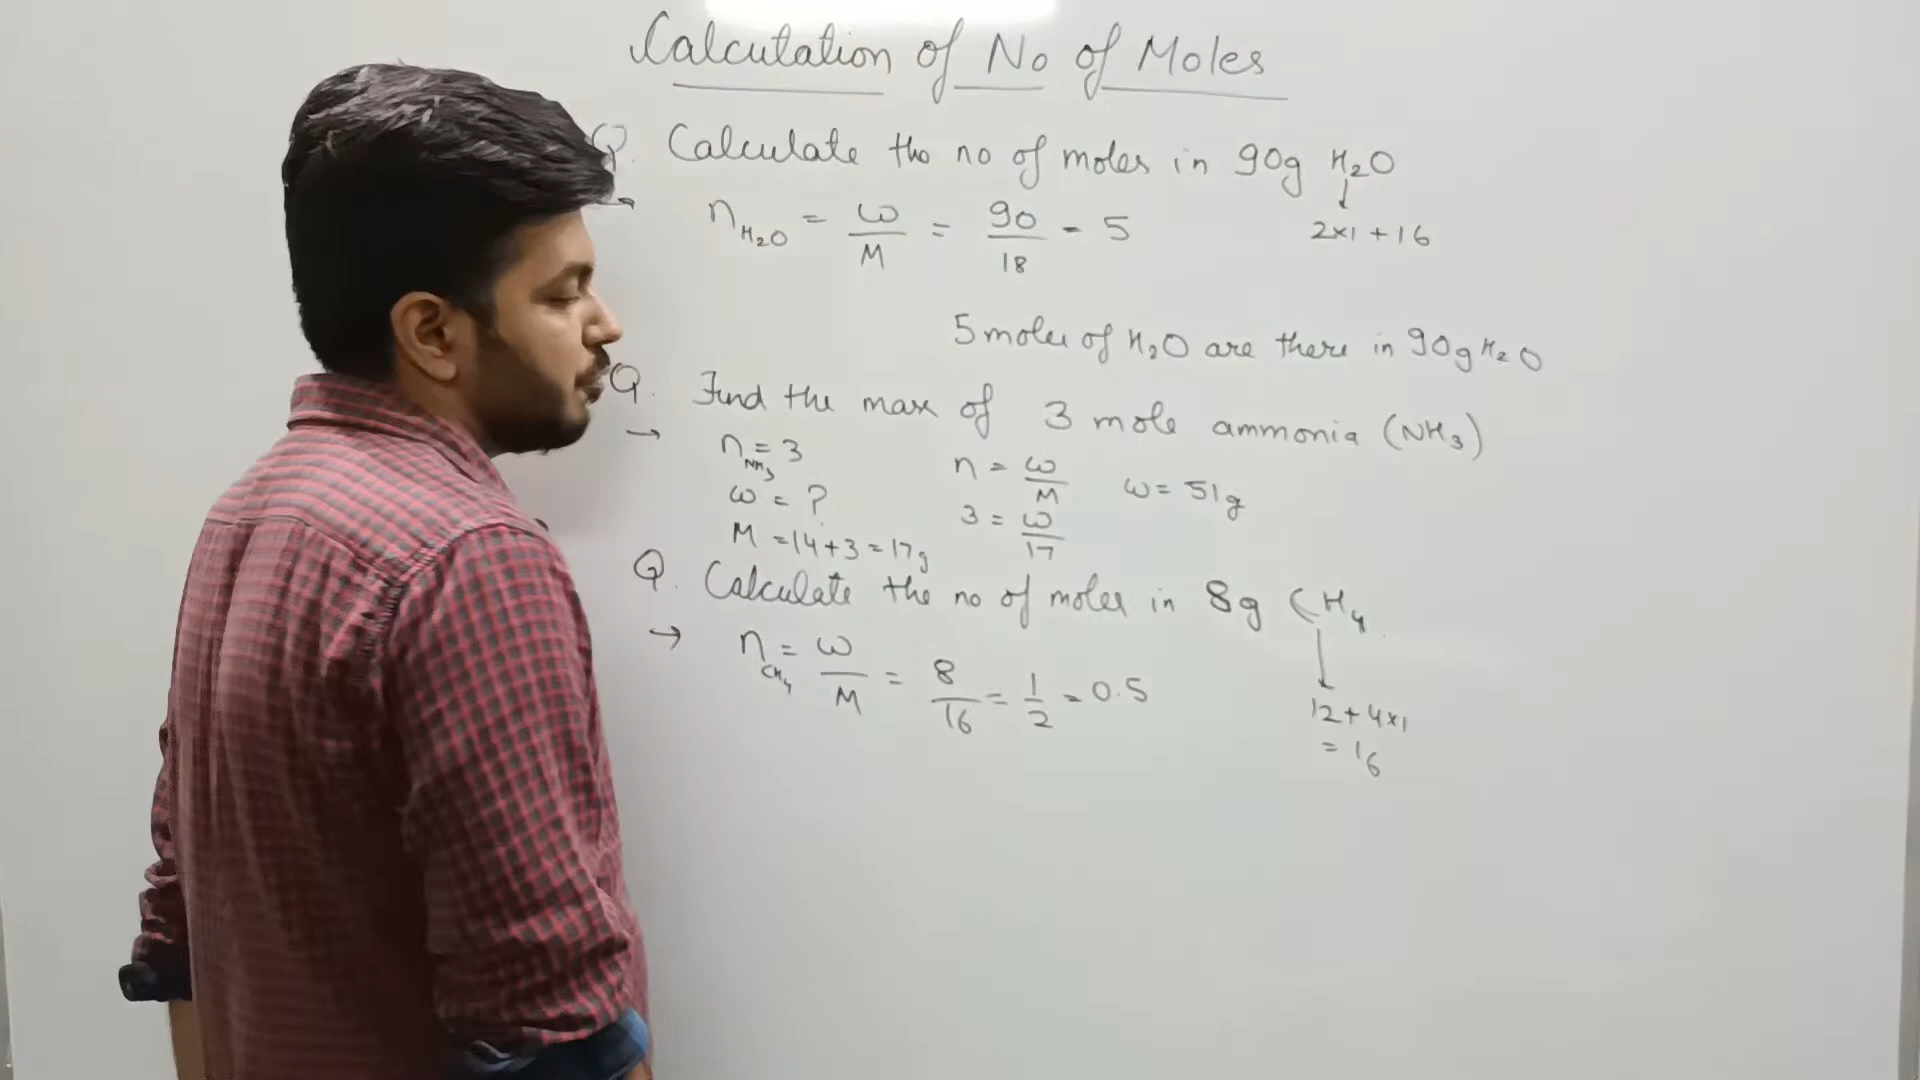 Calculation of No of Moles
Q. Calculate the no of moles in 90g H₂O
→ n_H₂O = ω/M = 90/18 = 5
2×1 + 16
5 moles of H₂O are there in 90g H₂O
Q. Find the mass of 3 mole ammonia (NH₃)
→ n_NH₃ = 3
n = ω/M
ω = 51g
ω = ?
3 = ω/17
M = 14+3 = 17g
Q. Calculate the no of moles in 8g CH₄.
→ n_CH₄ = ω/M = 8/16 = 1/2 = 0.5
12 + 4×1
= 16